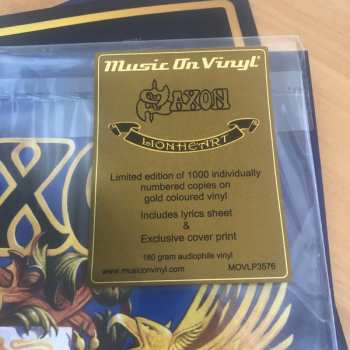 Music On Vinyl
SAXON
LIONHEART
Limited edition of 1000 individually
numbered copies on
gold coloured vinyl
Includes lyrics sheet
&
Exclusive cover print
180 gram audiophile vinyl
www.musiconvinyl.com MOVLP3576